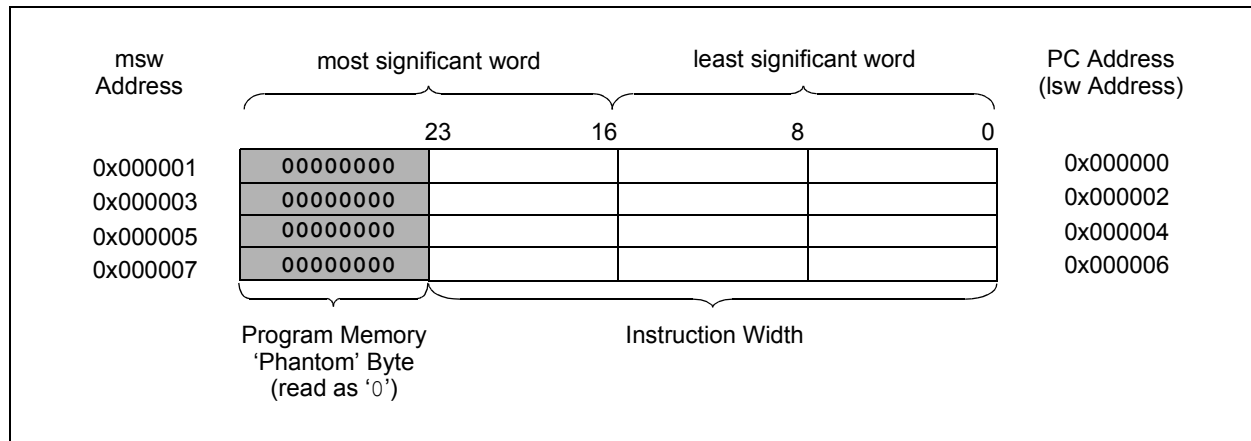 msw
Address
most significant word
least significant word
PC Address
(lsw Address)
23 16 8 0
0x000001 00000000 0x000000
0x000003 00000000 0x000002
0x000005 00000000 0x000004
0x000007 00000000 0x000006
Program Memory
‘Phantom’ Byte
(read as ‘0’)
Instruction Width